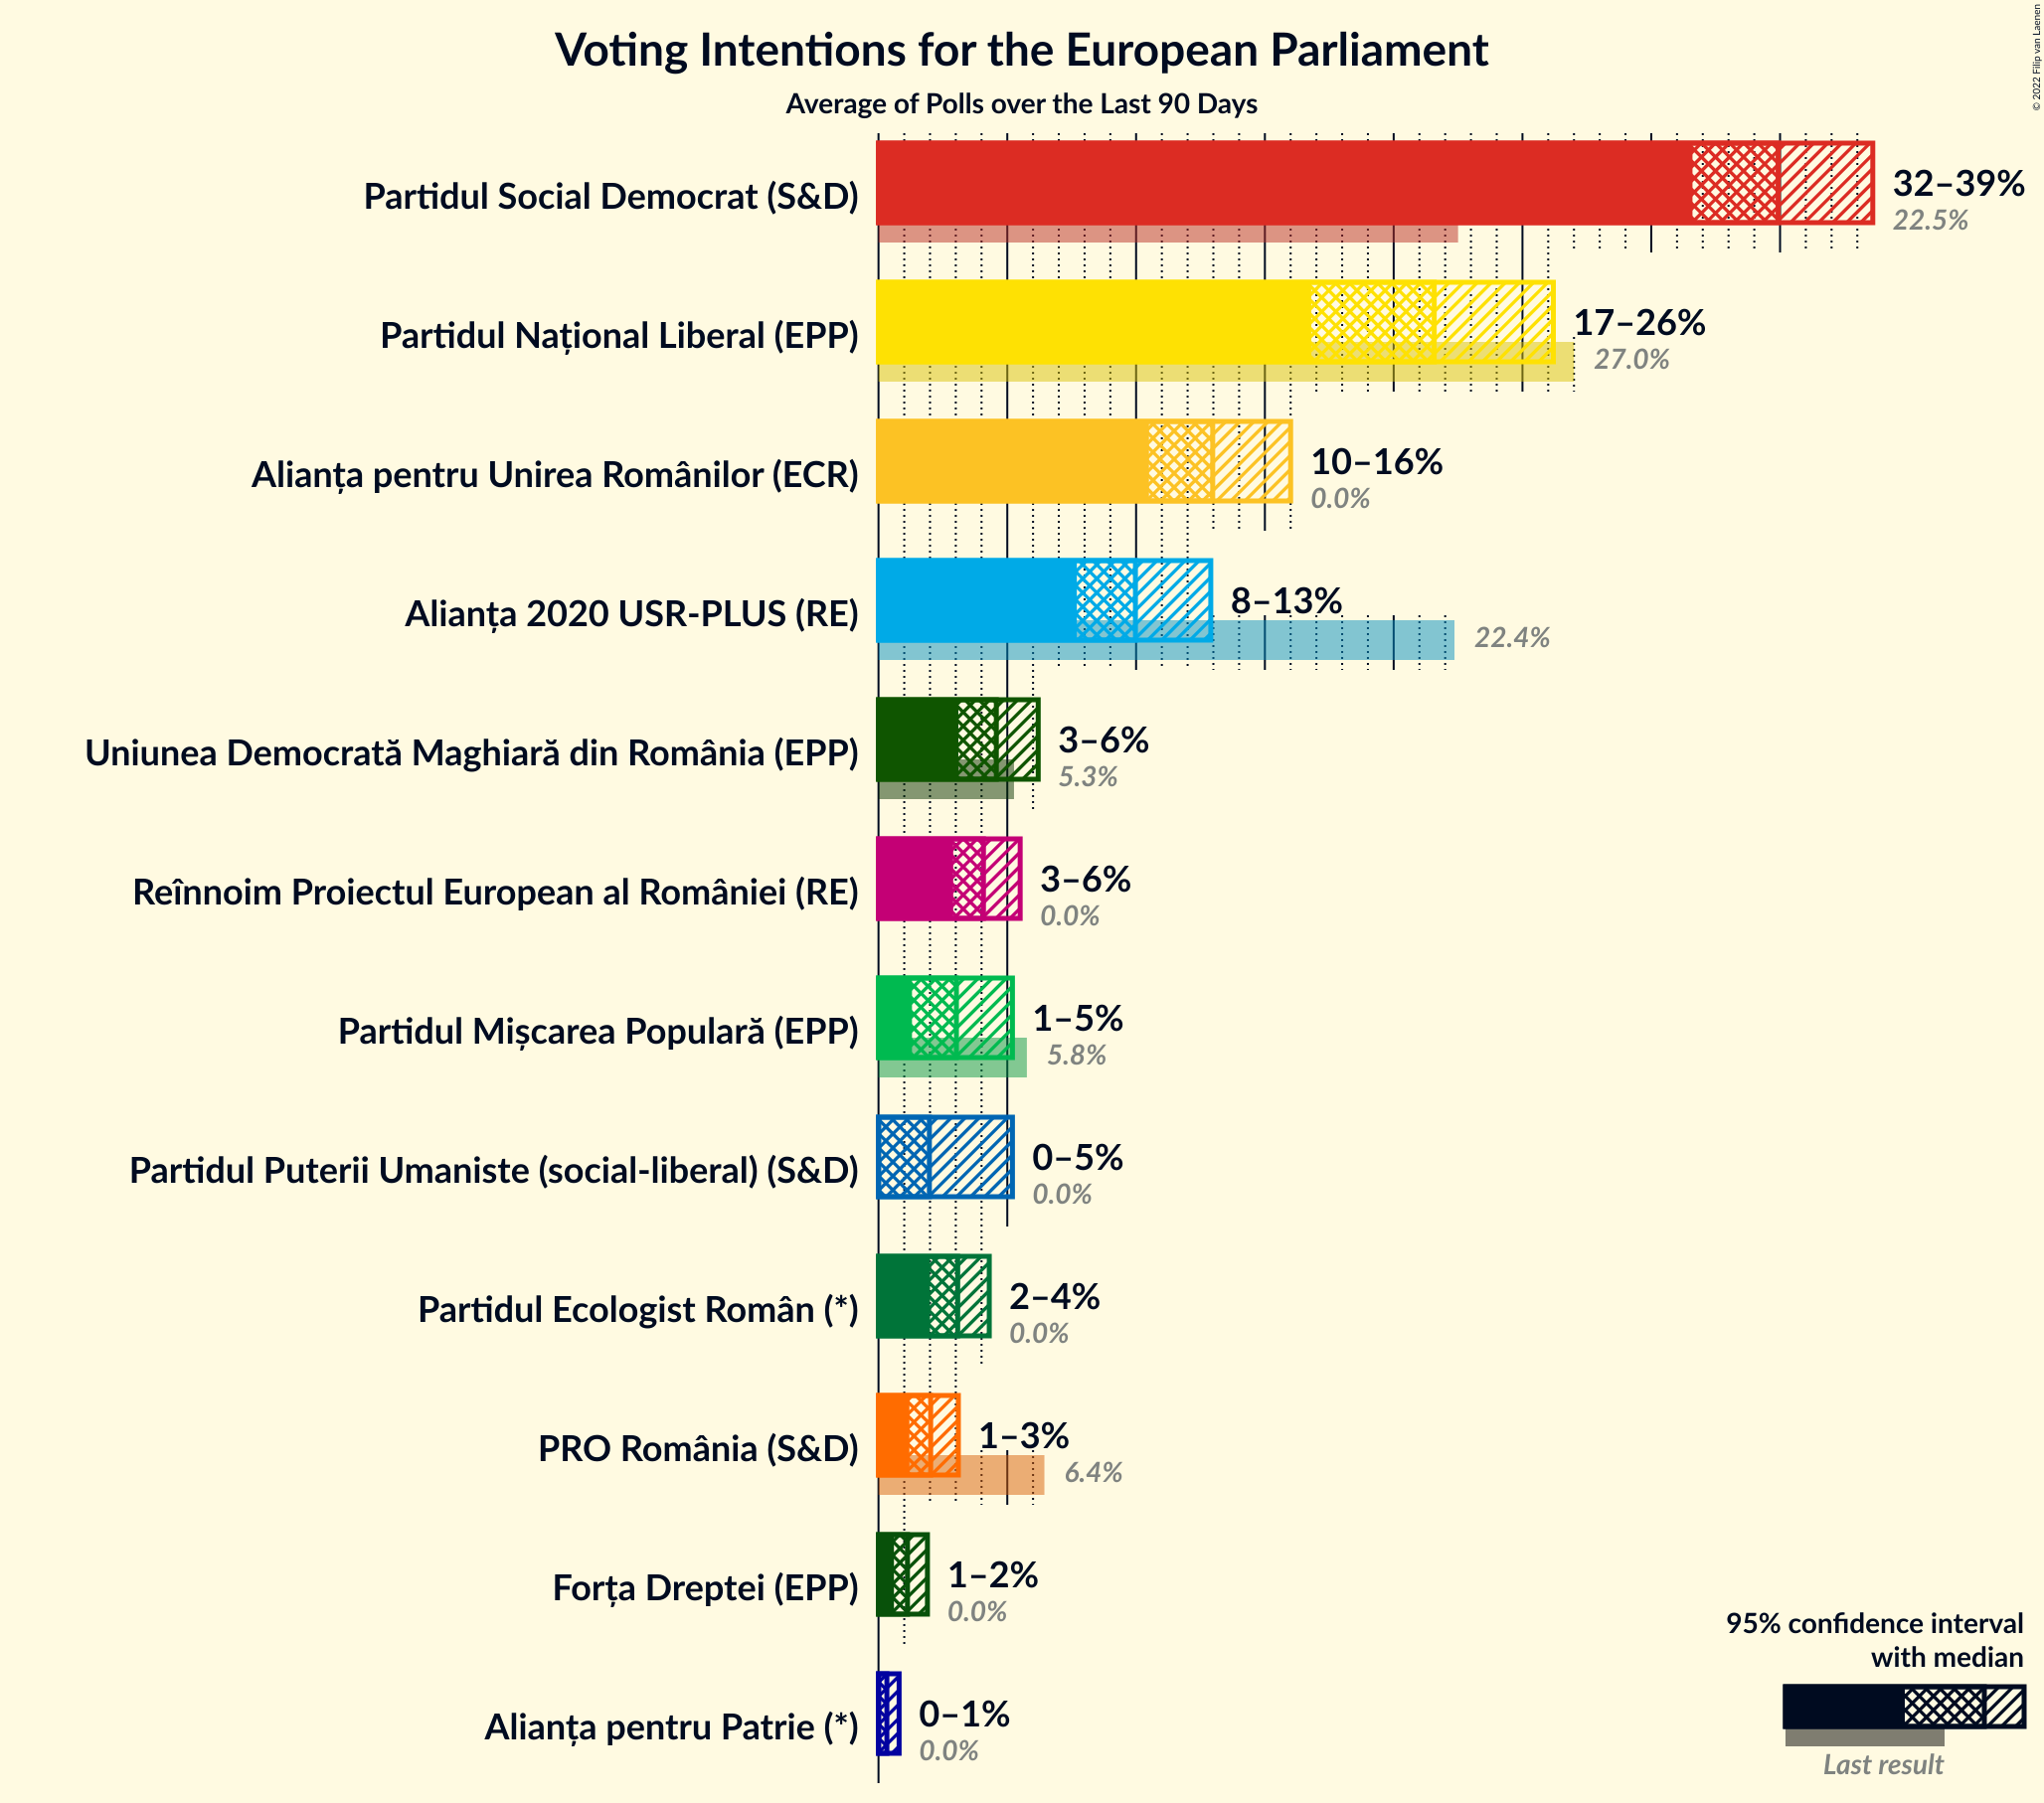 Voting Intentions for the European Parliament
Average of Polls over the Last 90 Days
© 2022 Filip van Laenen
Partidul Social Democrat (S&D)
32–39%
22.5%
Partidul Național Liberal (EPP)
17–26%
27.0%
Alianța pentru Unirea Românilor (ECR)
10–16%
0.0%
Alianța 2020 USR-PLUS (RE)
8–13%
22.4%
Uniunea Democrată Maghiară din România (EPP)
3–6%
5.3%
Reînnoim Proiectul European al României (RE)
3–6%
0.0%
Partidul Mișcarea Populară (EPP)
1–5%
5.8%
Partidul Puterii Umaniste (social-liberal) (S&D)
0–5%
0.0%
Partidul Ecologist Român (*)
2–4%
0.0%
PRO România (S&D)
1–3%
6.4%
Forța Dreptei (EPP)
1–2%
0.0%
Alianța pentru Patrie (*)
0–1%
0.0%
95% confidence interval
with median
Last result